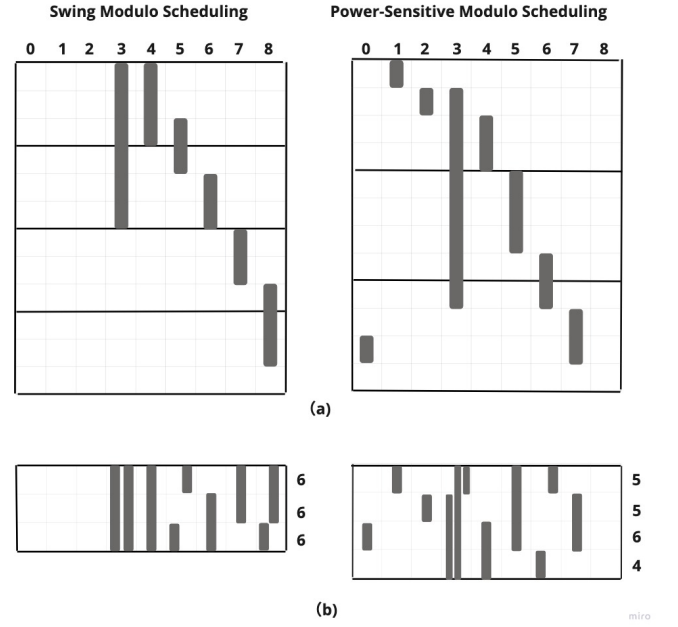 Swing Modulo Scheduling
Power-Sensitive Modulo Scheduling
0 1 2 3 4 5 6 7 8
0 1 2 3 4 5 6 7 8
(a)
6
6
6
5
5
6
4
(b)
miro